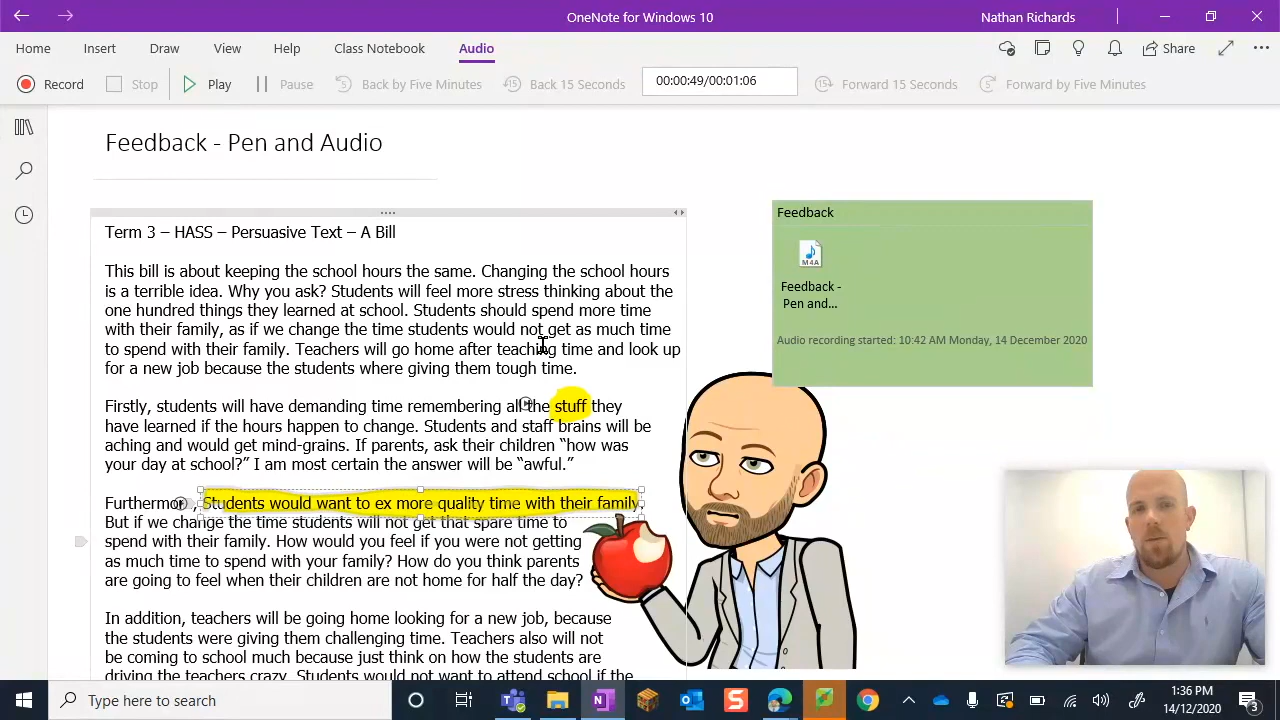 OneNote for Windows 10
Nathan Richards
Home Insert Draw View Help Class Notebook Audio
Share
Record Stop Play Pause Back by Five Minutes Back 15 Seconds 00:00:49/00:01:06 Forward 15 Seconds Forward by Five Minutes
Feedback - Pen and Audio
Term 3 – HASS – Persuasive Text – A Bill
This bill is about keeping the school hours the same. Changing the school hours
is a terrible idea. Why you ask? Students will feel more stress thinking about the
one hundred things they learned at school. Students should spend more time
with their family, as if we change the time students would not get as much time
to spend with their family. Teachers will go home after teaching time and look up
for a new job because the students where giving them tough time.
Firstly, students will have demanding time remembering all the stuff they
have learned if the hours happen to change. Students and staff brains will be
aching and would get mind-grains. If parents, ask their children “how was
your day at school?” I am most certain the answer will be “awful.”
Furthermore, Students would want to ex more quality time with their family.
But if we change the time students will not get that spare time to
spend with their family. How would you feel if you were not getting
as much time to spend with your family? How do you think parents
are going to feel when their children are not home for half the day?
In addition, teachers will be going home looking for a new job, because
the students were giving them challenging time. Teachers also will not
be coming to school much because just think on how the students are
driving the teachers crazy. Students would not want to attend school if the
Feedback
M4A
Feedback -
Pen and...
Audio recording started: 10:42 AM Monday, 14 December 2020
Type here to search
1:36 PM
14/12/2020
3